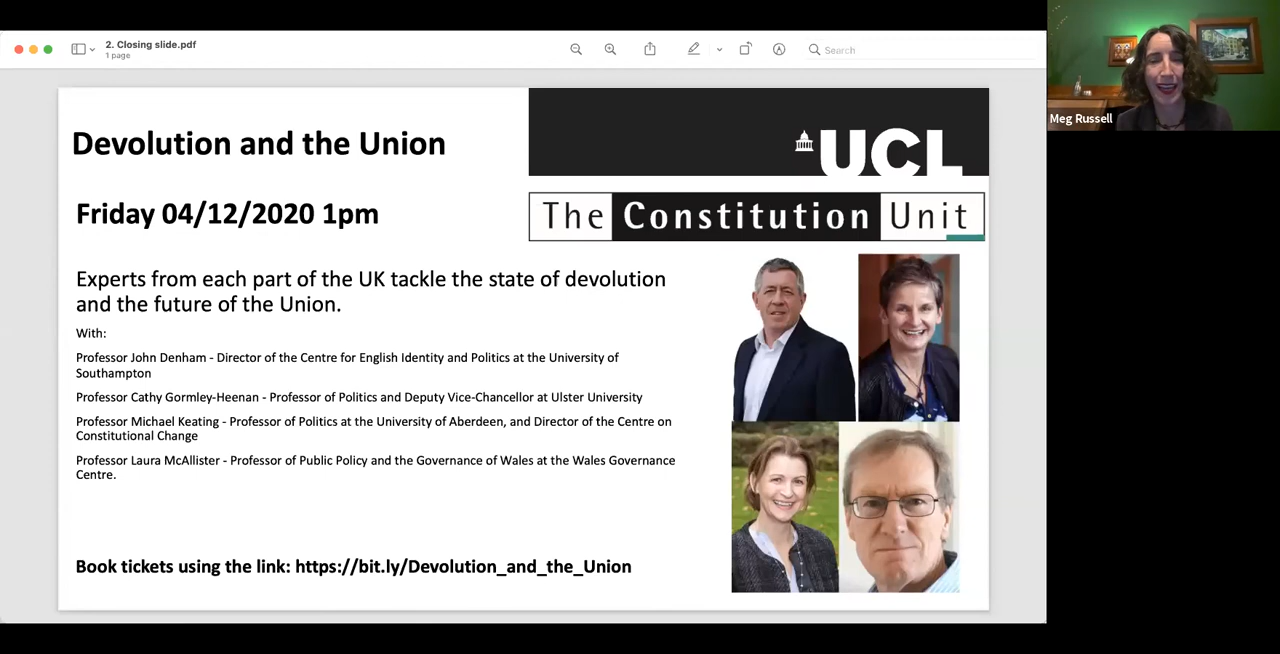 2. Closing slide.pdf
1 page
Search
Meg Russell
Devolution and the Union
UCL
Friday 04/12/2020 1pm
The Constitution Unit
Experts from each part of the UK tackle the state of devolution
and the future of the Union.
With:
Professor John Denham - Director of the Centre for English Identity and Politics at the University of
Southampton
Professor Cathy Gormley-Heenan - Professor of Politics and Deputy Vice-Chancellor at Ulster University
Professor Michael Keating - Professor of Politics at the University of Aberdeen, and Director of the Centre on
Constitutional Change
Professor Laura McAllister - Professor of Public Policy and the Governance of Wales at the Wales Governance
Centre.
Book tickets using the link: https://bit.ly/Devolution_and_the_Union